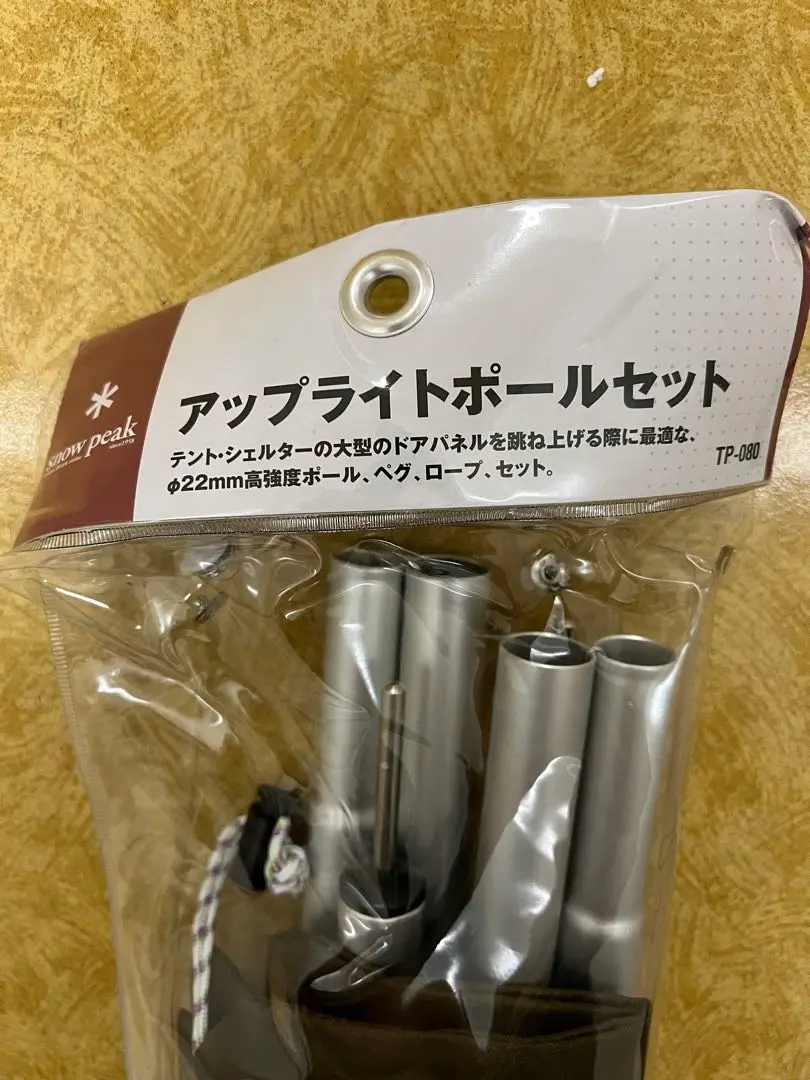 アップライトポールセット
snow peak
since1958
テント・シェルターの大型のドアパネルを跳ね上げる際に最適な、
φ22mm高強度ポール、ペグ、ロープ、セット。
TP-080